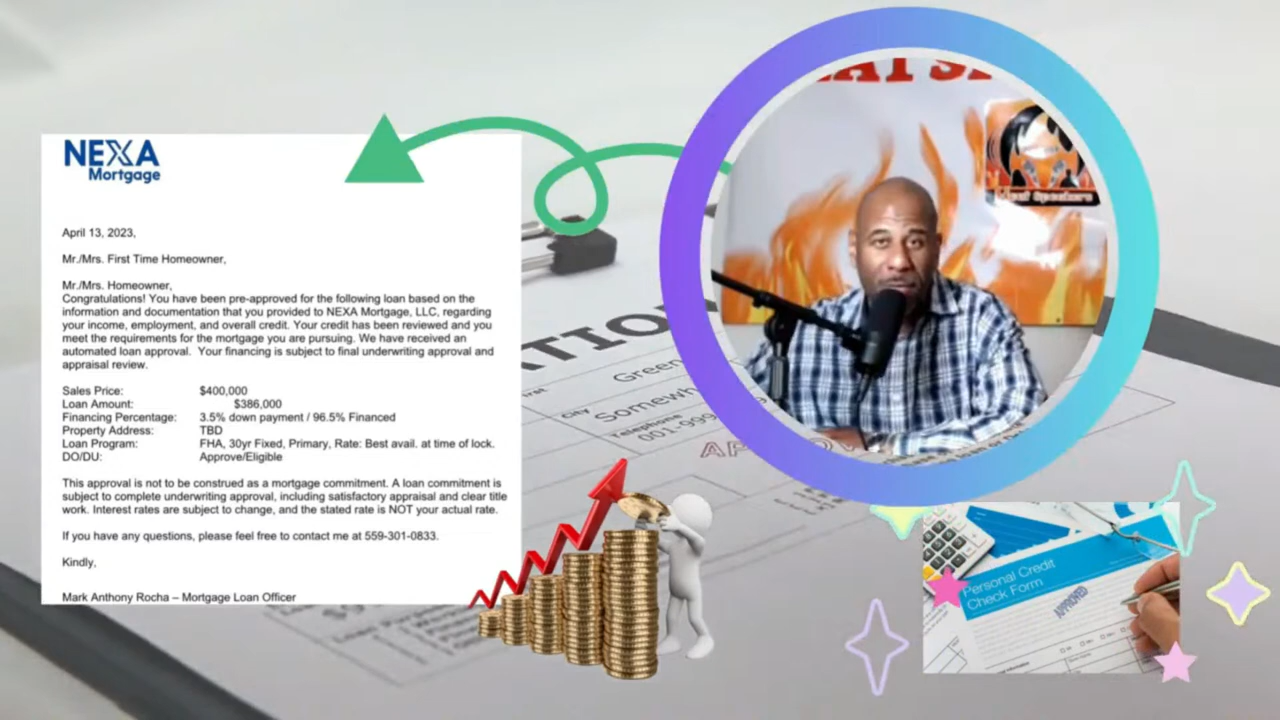 NEXA
Mortgage
April 13, 2023,
Mr./Mrs. First Time Homeowner,
Mr./Mrs. Homeowner,
Congratulations! You have been pre-approved for the following loan based on the
information and documentation that you provided to NEXA Mortgage, LLC, regarding
your income, employment, and overall credit. Your credit has been reviewed and you
meet the requirements for the mortgage you are pursuing. We have received an
automated loan approval. Your financing is subject to final underwriting approval and
appraisal review.
Sales Price: $400,000
Loan Amount: $386,000
Financing Percentage: 3.5% down payment / 96.5% Financed
Property Address: TBD
Loan Program: FHA, 30yr Fixed, Primary, Rate: Best avail. at time of lock.
DO/DU: Approve/Eligible
This approval is not to be construed as a mortgage commitment. A loan commitment is
subject to complete underwriting approval, including satisfactory appraisal and clear title
work. Interest rates are subject to change, and the stated rate is NOT your actual rate.
If you have any questions, please feel free to contact me at 559-301-0833.
Kindly,
Mark Anthony Rocha – Mortgage Loan Officer
Green
City
Somewh
Telephone
001-99
Personal Credit
Check Form
APPROVED